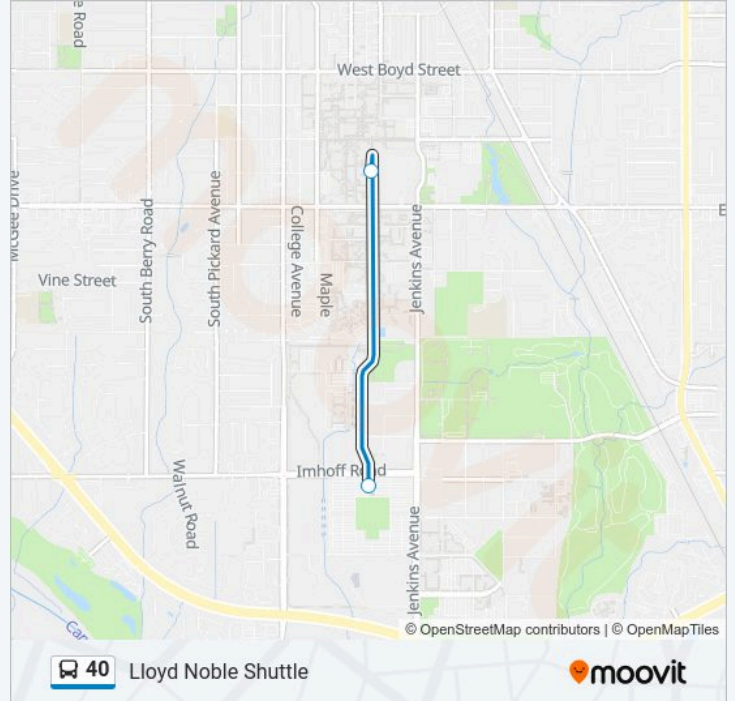 e Road
West Boyd Street
McGee Drive
South Berry Road
South Pickard Avenue
College Avenue
Maple
Jenkins Avenue
E
Vine Street
Imhoff Road
Walnut Road
Jenkins Avenue
Can
© OpenStreetMap contributors | © OpenMapTiles
40 Lloyd Noble Shuttle
moovit